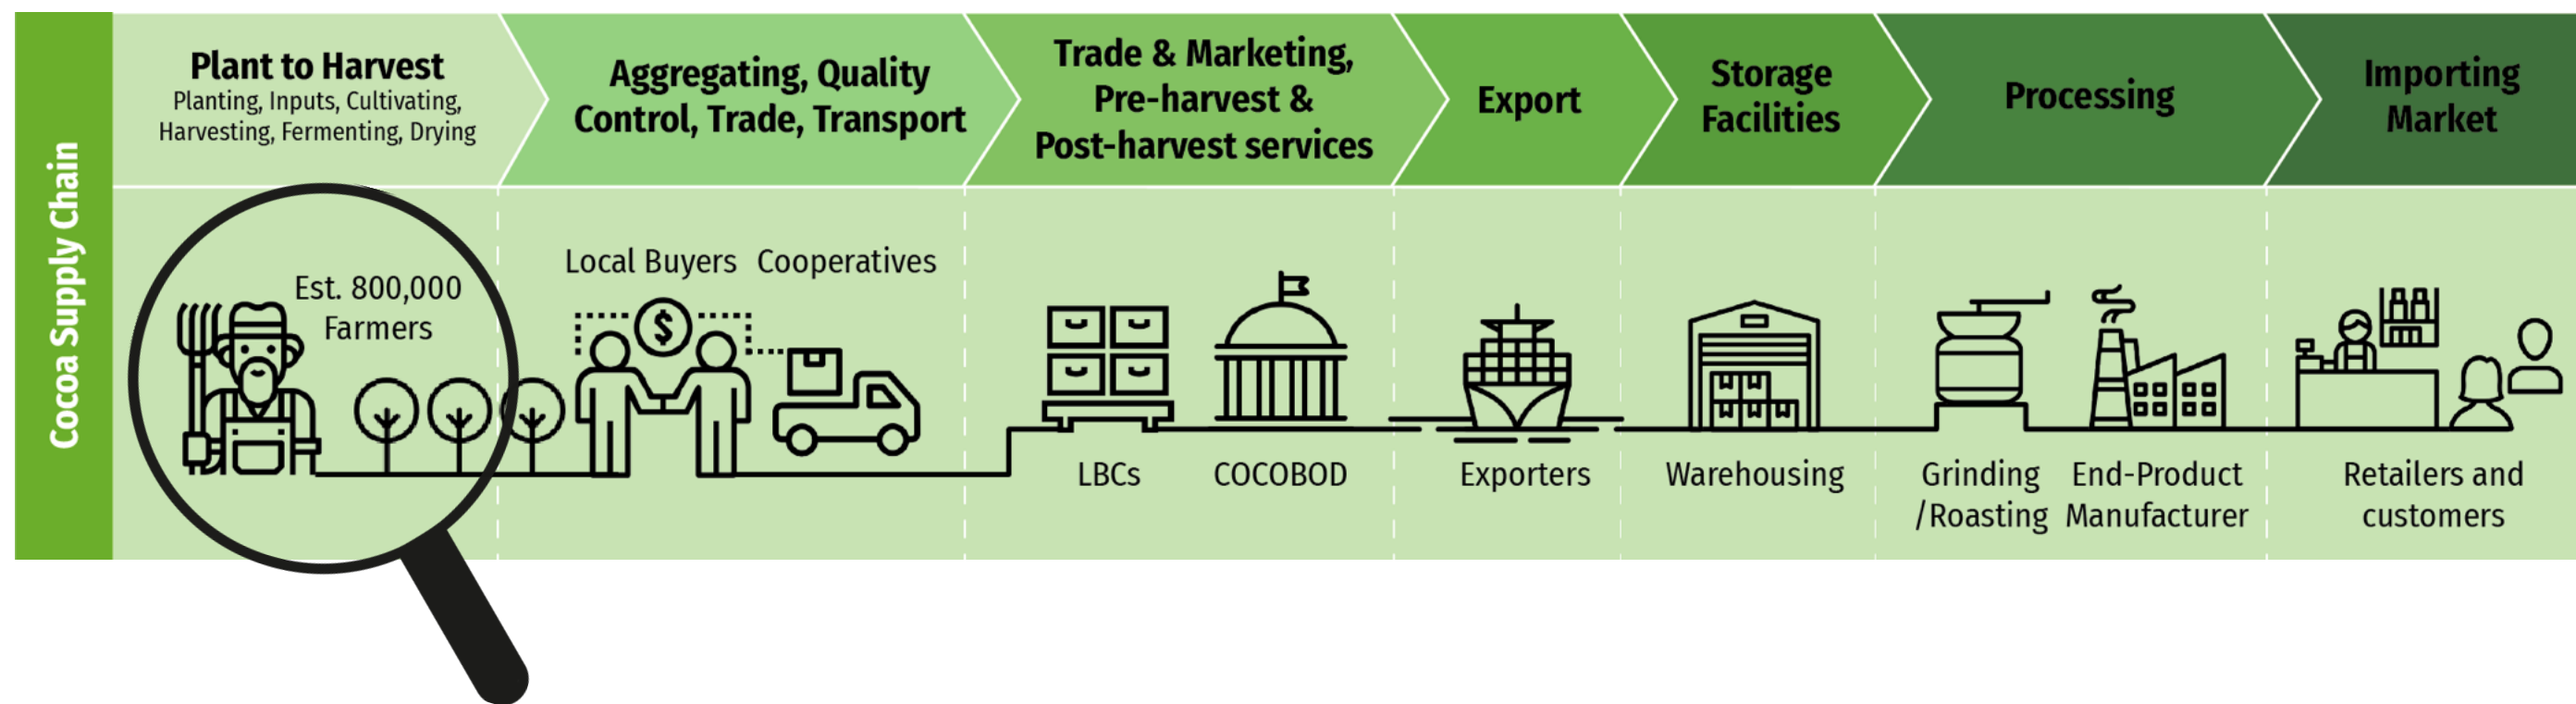 Cocoa Supply Chain
Plant to Harvest
Planting, Inputs, Cultivating,
Harvesting, Fermenting, Drying
Aggregating, Quality
Control, Trade, Transport
Trade & Marketing,
Pre-harvest &
Post-harvest services
Export
Storage
Facilities
Processing
Importing
Market
Est. 800,000
Farmers
Local Buyers
Cooperatives
$
LBCs
COCOBOD
Exporters
Warehousing
Grinding
/Roasting
End-Product
Manufacturer
Retailers and
customers